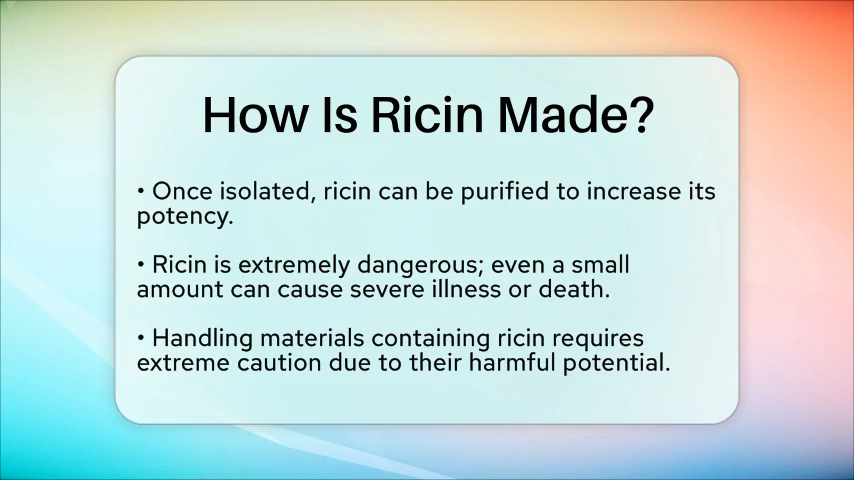 How Is Ricin Made?
• Once isolated, ricin can be purified to increase its
potency.
• Ricin is extremely dangerous; even a small
amount can cause severe illness or death.
• Handling materials containing ricin requires
extreme caution due to their harmful potential.